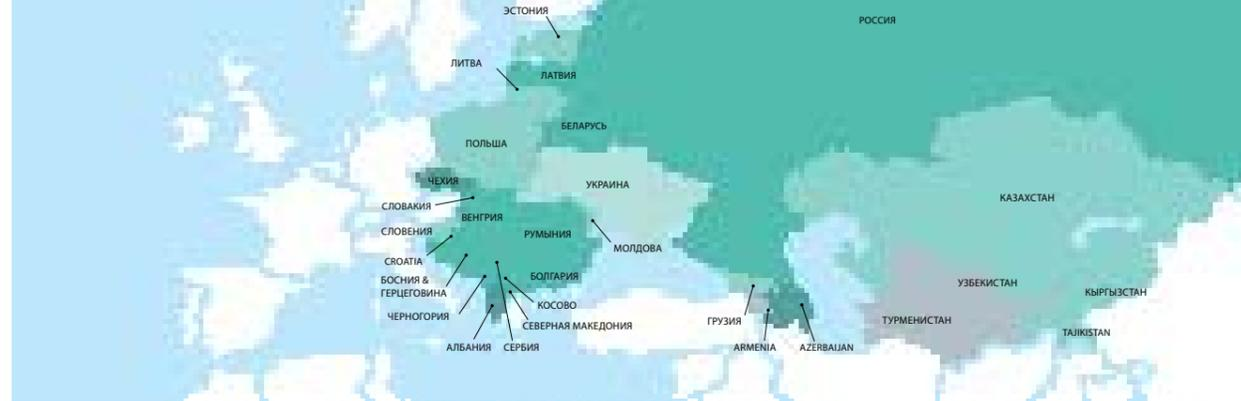 ЭСТОНИЯ
РОССИЯ
ЛИТВА
ЛАТВИЯ
БЕЛАРУСЬ
ПОЛЬША
ЧЕХИЯ
УКРАИНА
КАЗАХСТАН
СЛОВАКИЯ
ВЕНГРИЯ
СЛОВЕНИЯ
РУМЫНИЯ
МОЛДОВА
CROATIA
БОСНИЯ &
ГЕРЦЕГОВИНА
БОЛГАРИЯ
УЗБЕКИСТАН
КЫРГЫЗСТАН
КОСОВО
ЧЕРНОГОРИЯ
СЕВЕРНАЯ МАКЕДОНИЯ
ГРУЗИЯ
ТУРМЕНИСТАН
TAJIKISTAN
АЛБАНИЯ
СЕРБИЯ
ARMENIA
AZERBAIJAN